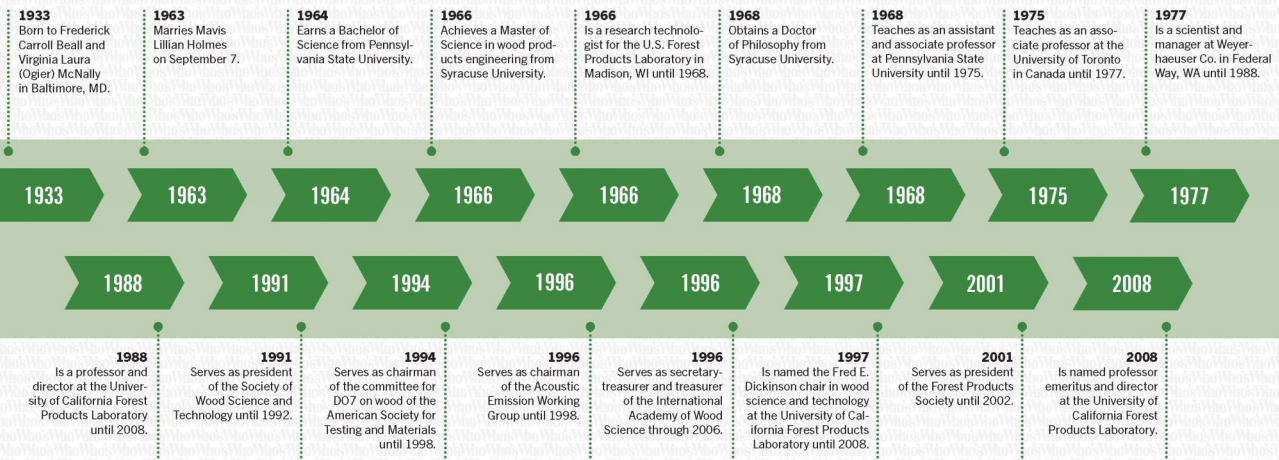 1933
Born to Frederick
Carroll Beall and
Virginia Laura
(Ogier) McNally
in Baltimore, MD.
1963
Marries Mavis
Lillian Holmes
on September 7.
1964
Earns a Bachelor of
Science from Pennsyl-
vania State University.
1966
Achieves a Master of
Science in wood prod-
ucts engineering from
Syracuse University.
1966
Is a research technolo-
gist for the U.S. Forest
Products Laboratory in
Madison, WI until 1968.
1968
Obtains a Doctor
of Philosophy from
Syracuse University.
1968
Teaches as an assistant
and associate professor
at Pennsylvania State
University until 1975.
1975
Teaches as an asso-
ciate professor at the
University of Toronto
in Canada until 1977.
1977
Is a scientist and
manager at Weyer-
haeuser Co. in Federal
Way, WA until 1988.
1933
1963
1964
1966
1966
1968
1968
1975
1977
1988
1991
1994
1996
1996
1997
2001
2008
1988
Is a professor and
director at the Univer-
sity of California Forest
Products Laboratory
until 2008.
1991
Serves as president
of the Society of
Wood Science and
Technology until 1992.
1994
Serves as chairman
of the committee for
DO7 on wood of the
American Society for
Testing and Materials
until 1998.
1996
Serves as chairman
of the Acoustic
Emission Working
Group until 1998.
1996
Serves as secretary-
treasurer and treasurer
of the International
Academy of Wood
Science through 2006.
1997
Is named the Fred E.
Dickinson chair in wood
science and technology
at the University of Cal-
ifornia Forest Products
Laboratory until 2008.
2001
Serves as president
of the Forest Products
Society until 2002.
2008
Is named professor
emeritus and director
at the University of
California Forest
Products Laboratory.